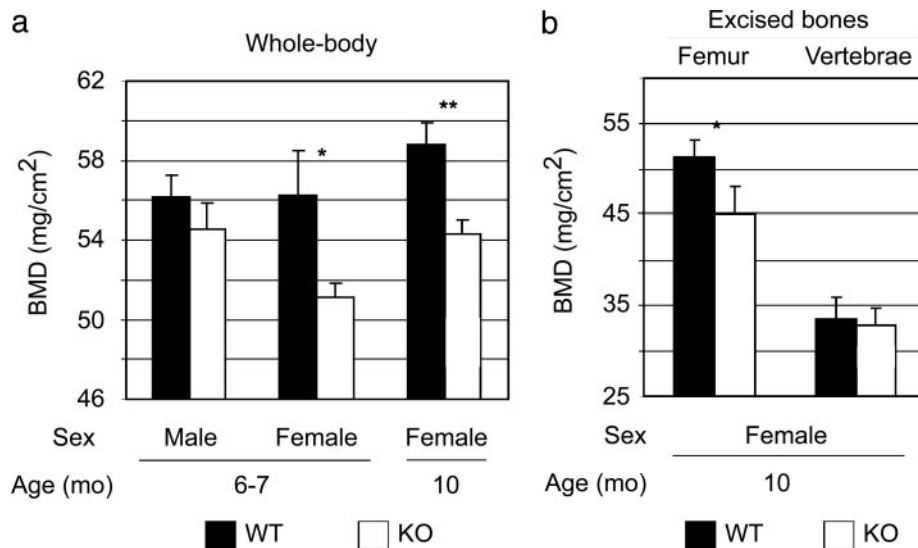 a
Whole-body
BMD (mg/cm²)
62
58
54
50
46
*
**
Sex Male Female Female
Age (mo) 6-7 10
WT KO
b
Excised bones
Femur Vertebrae
BMD (mg/cm²)
55
45
35
25
*
Sex Female
Age (mo) 10
WT KO